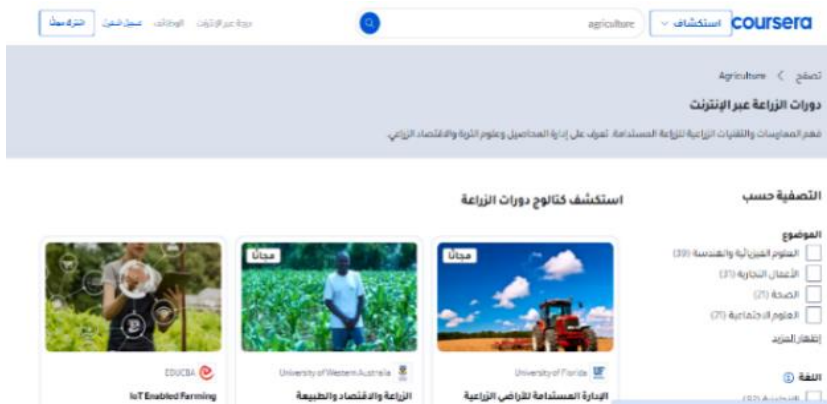 coursera
استكشاف
agriculture
درجة عبر الإنترنت
الوظائف
تسجيل الدخول
اشترك مجانًا
تصفح > Agriculture
دورات الزراعة عبر الإنترنت
فهم الممارسات والتقنيات الزراعية للزراعة المستدامة. تعرف على إدارة المحاصيل وعلوم التربة والاقتصاد الزراعي.
التصفية حسب
الموضوع
العلوم الفيزيائية والهندسة (39)
الأعمال التجارية (31)
الصحة (21)
العلوم الاجتماعية (21)
إظهار المزيد
اللغة
استكشف كتالوج دورات الزراعة
مجانًا
University of Florida
الإدارة المستدامة للأراضي الزراعية
مجانًا
University of Western Australia
الزراعة والاقتصاد والطبيعة
EDUCBA
IoT Enabled Farming